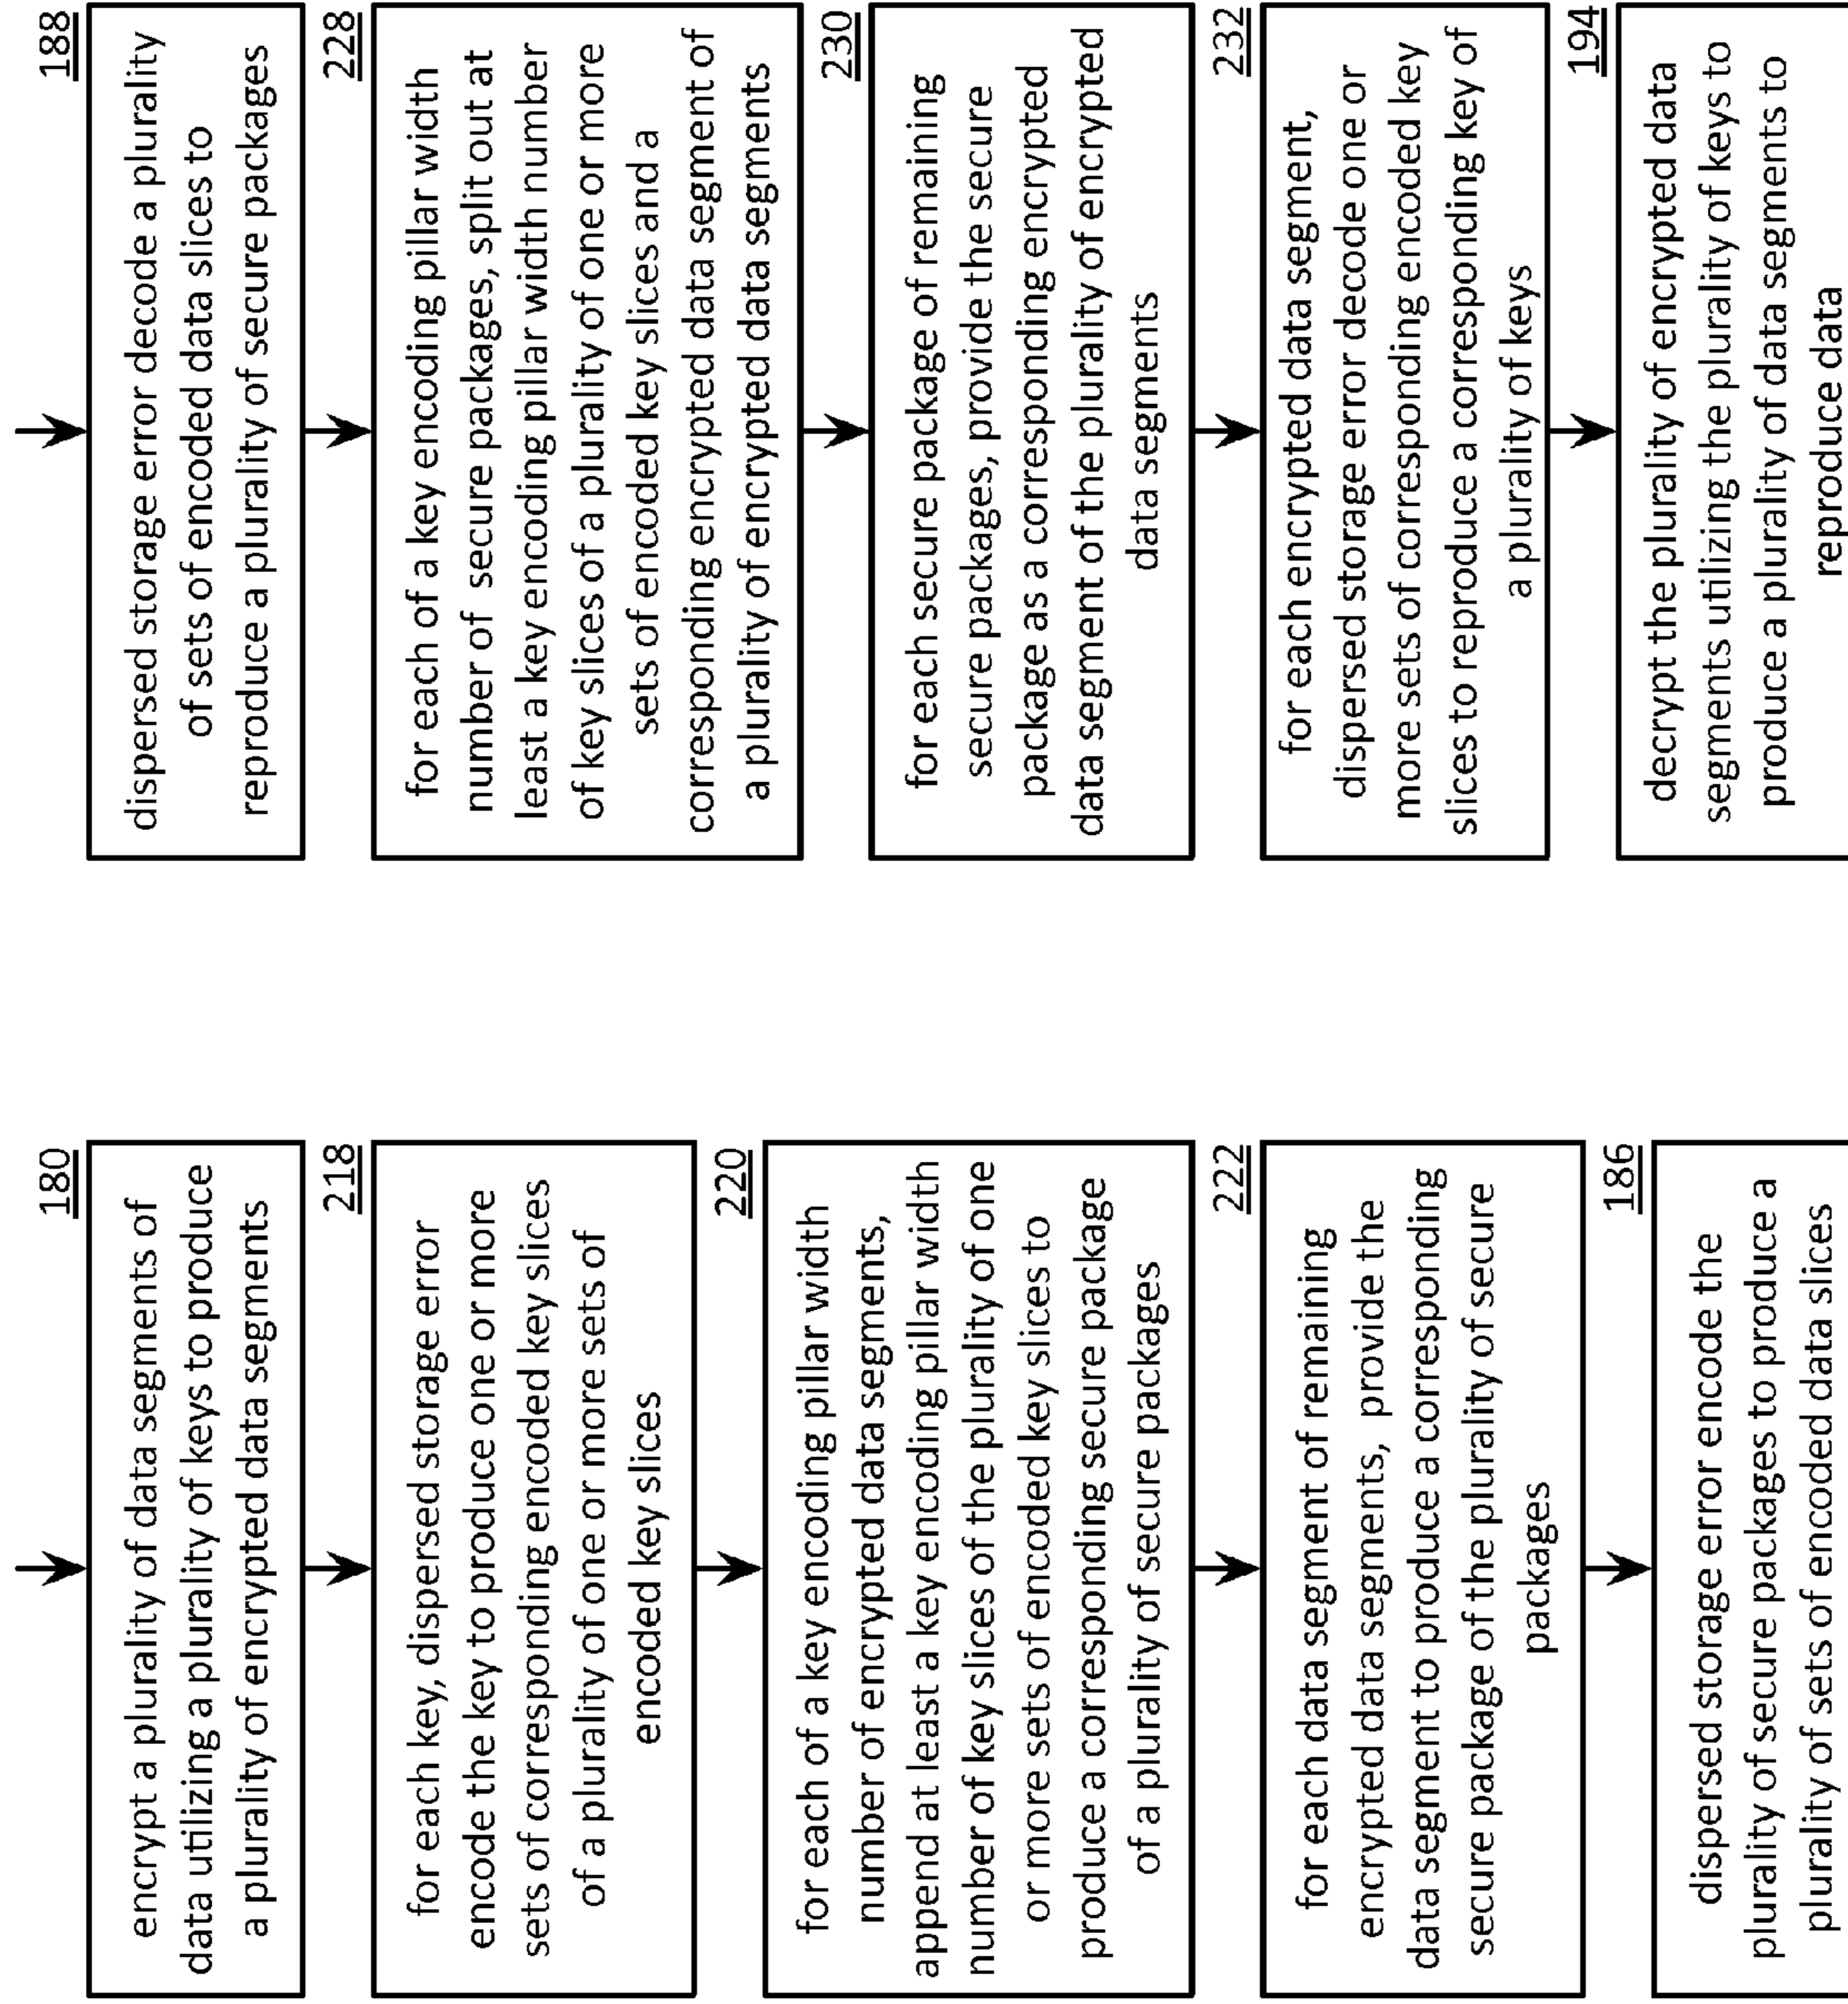 180
encrypt a plurality of data segments of
data utilizing a plurality of keys to produce
a plurality of encrypted data segments
218
for each key, dispersed storage error
encode the key to produce one or more
sets of corresponding encoded key slices
of a plurality of one or more sets of
encoded key slices
220
for each of a key encoding pillar width
number of encrypted data segments,
append at least a key encoding pillar width
number of key slices of the plurality of one
or more sets of encoded key slices to
produce a corresponding secure package
of a plurality of secure packages
222
for each data segment of remaining
encrypted data segments, provide the
data segment to produce a corresponding
secure package of the plurality of secure
packages
186
dispersed storage error encode the
plurality of secure packages to produce a
plurality of sets of encoded data slices
188
dispersed storage error decode a plurality
of sets of encoded data slices to
reproduce a plurality of secure packages
228
for each of a key encoding pillar width
number of secure packages, split out at
least a key encoding pillar width number
of key slices of a plurality of one or more
sets of encoded key slices and a
corresponding encrypted data segment of
a plurality of encrypted data segments
230
for each secure package of remaining
secure packages, provide the secure
package as a corresponding encrypted
data segment of the plurality of encrypted
data segments
232
for each encrypted data segment,
dispersed storage error decode one or
more sets of corresponding encoded key
slices to reproduce a corresponding key of
a plurality of keys
194
decrypt the plurality of encrypted data
segments utilizing the plurality of keys to
produce a plurality of data segments to
reproduce data